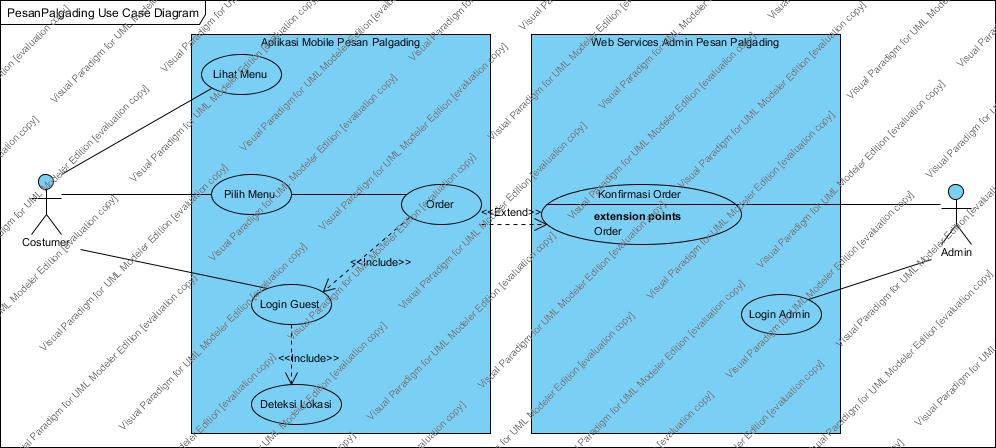 PesanPalgading Use Case Diagram
Aplikasi Mobile Pesan Palgading
Web Services Admin Pesan Palgading
Lihat Menu
Pilih Menu
Order
<<Extend>>
Konfirmasi Order
extension points
Order
Costumer
Admin
<<Include>>
Login Guest
Login Admin
<<Include>>
Deteksi Lokasi
Visual Paradigm for UML Modeler Edition [evaluation copy]